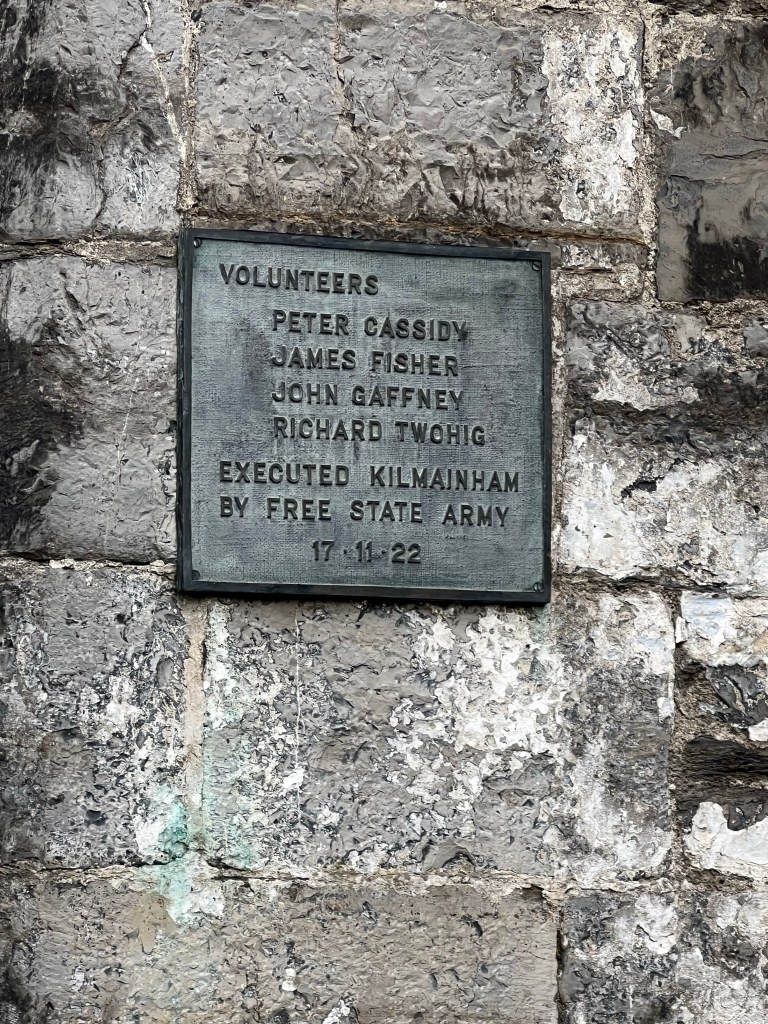 VOLUNTEERS
PETER CASSIDY
JAMES FISHER
JOHN GAFFNEY
RICHARD TWOHIG
EXECUTED KILMAINHAM
BY FREE STATE ARMY
17·11·22